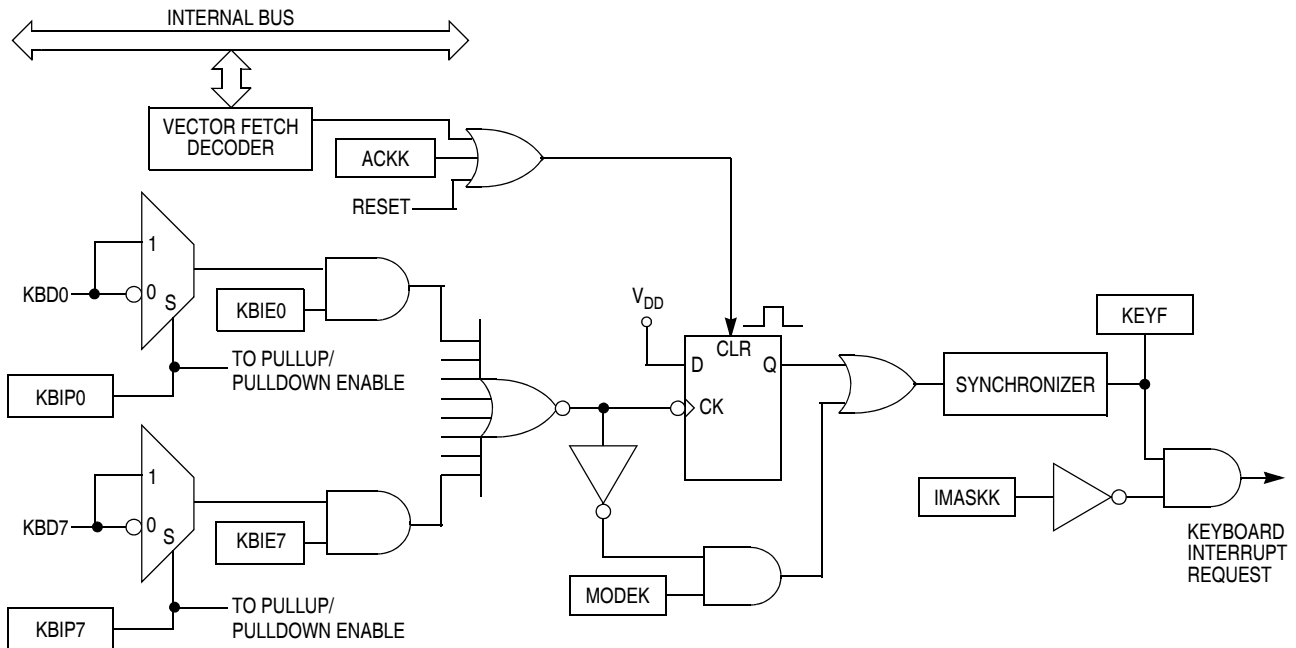 INTERNAL BUS
VECTOR FETCH
DECODER
ACKK
RESET
1
KBD0
0
S
KBIE0
TO PULLUP/
PULLDOWN ENABLE
KBIP0
VDD
CLR
D
Q
CK
KEYF
SYNCHRONIZER
1
KBD7
0
S
KBIE7
TO PULLUP/
PULLDOWN ENABLE
KBIP7
MODEK
IMASKK
KEYBOARD
INTERRUPT
REQUEST